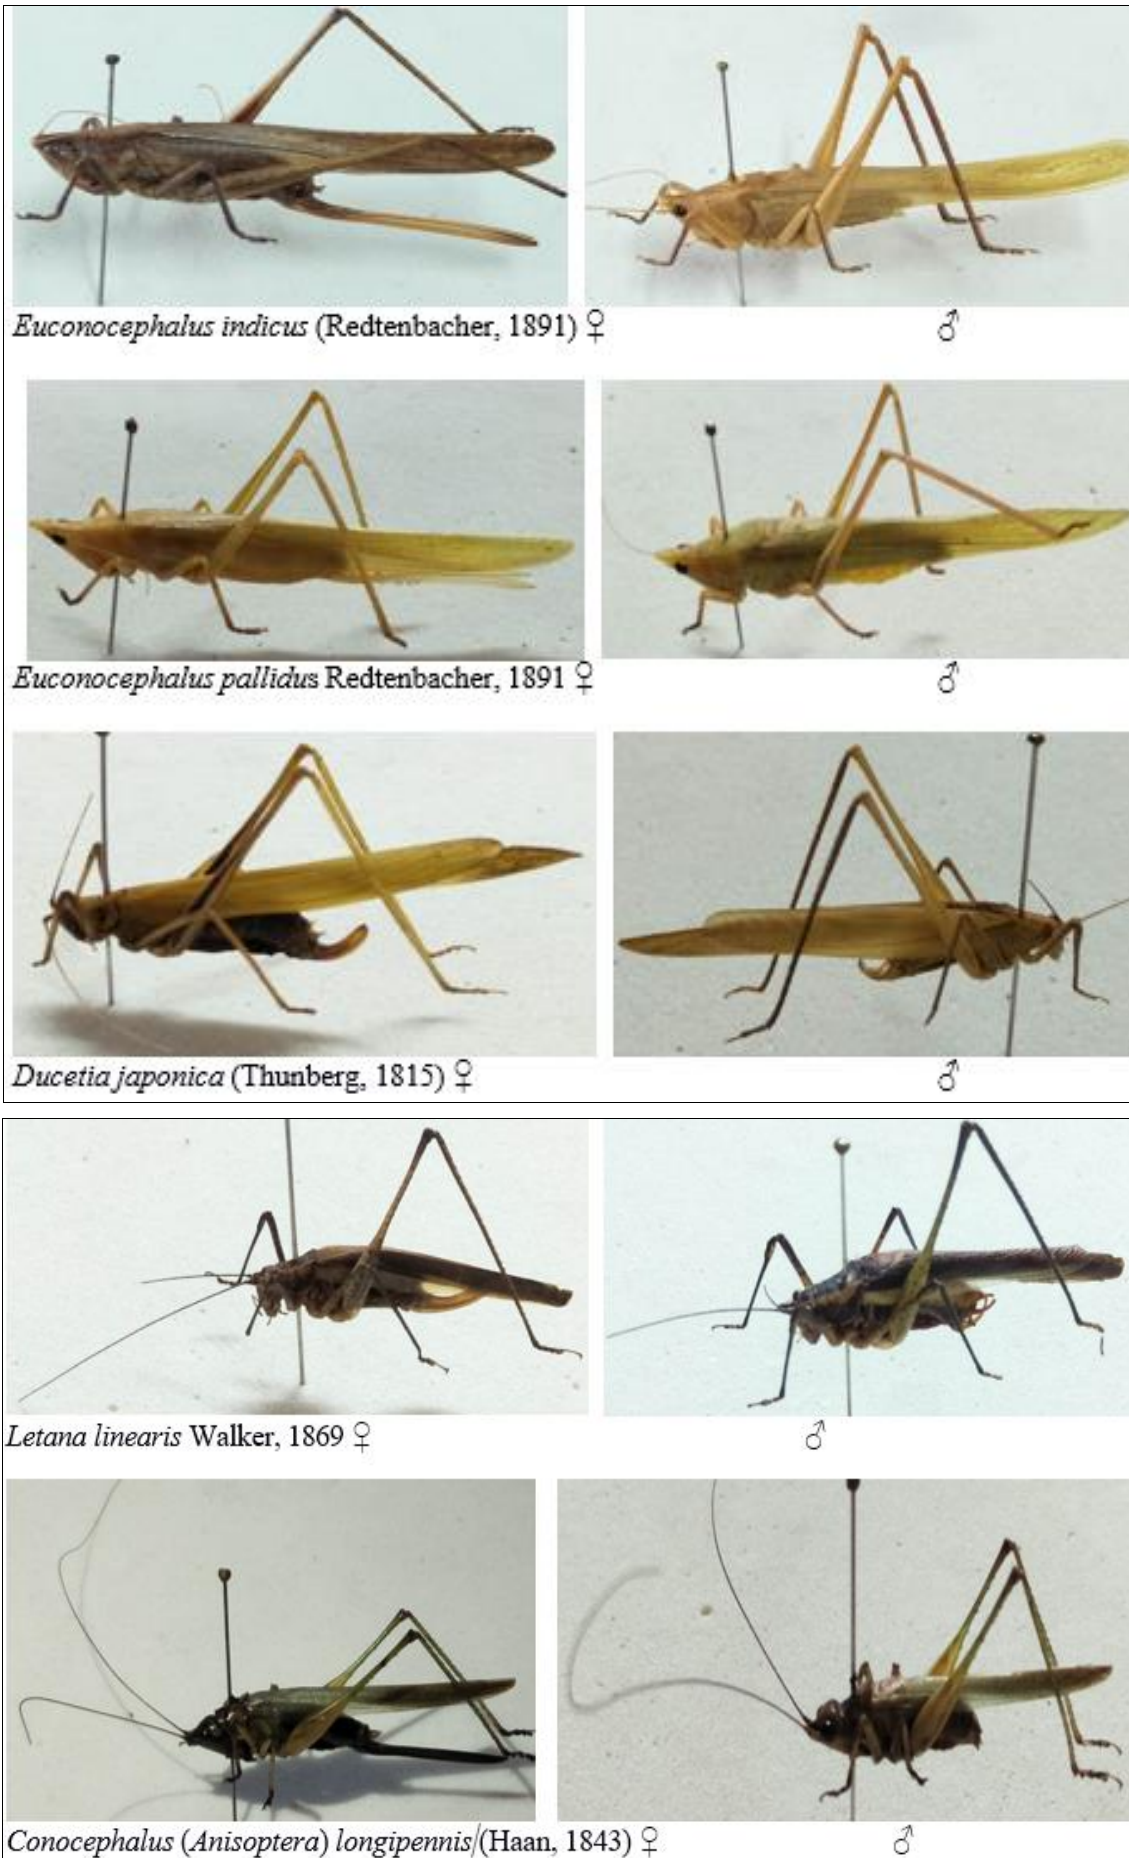 Euconocephalus indicus (Redtenbacher, 1891) ♀ ♂
Euconocephalus pallidus Redtenbacher, 1891 ♀ ♂
Ducetia japonica (Thunberg, 1815) ♀ ♂
Letana linearis Walker, 1869 ♀ ♂
Conocephalus (Anisoptera) longipennis/(Haan, 1843) ♀ ♂